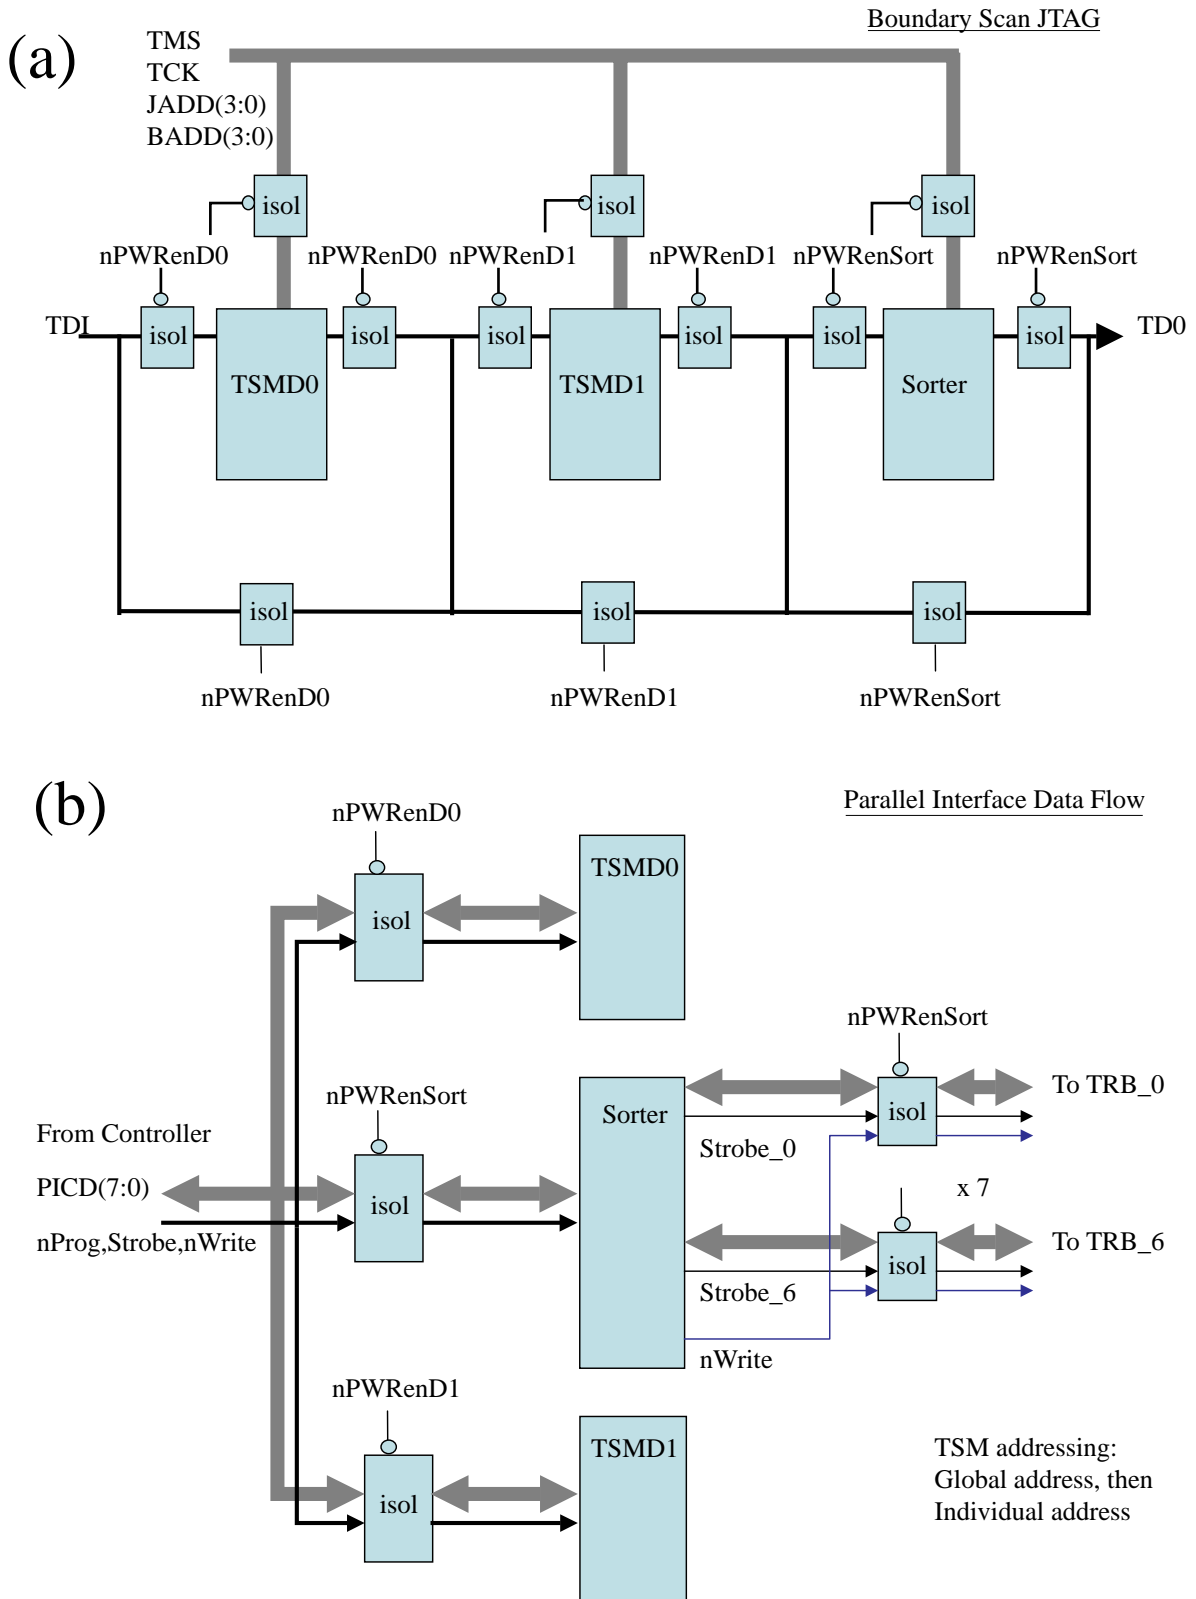 Boundary Scan JTAG
(a)
TMS
TCK
JADD(3:0)
BADD(3:0)
isol
isol
isol
nPWRenD0
nPWRenD0
nPWRenD1
nPWRenD1
nPWRenSort
nPWRenSort
TDI
isol
isol
isol
isol
isol
isol
TD0
TSMD0
TSMD1
Sorter
isol
isol
isol
nPWRenD0
nPWRenD1
nPWRenSort
(b)
Parallel Interface Data Flow
nPWRenD0
TSMD0
isol
nPWRenSort
nPWRenSort
To TRB_0
Sorter
isol
From Controller
Strobe_0
PICD(7:0)
isol
x 7
nProg,Strobe,nWrite
To TRB_6
isol
Strobe_6
nWrite
nPWRenD1
TSMD1
isol
TSM addressing:
Global address, then
Individual address